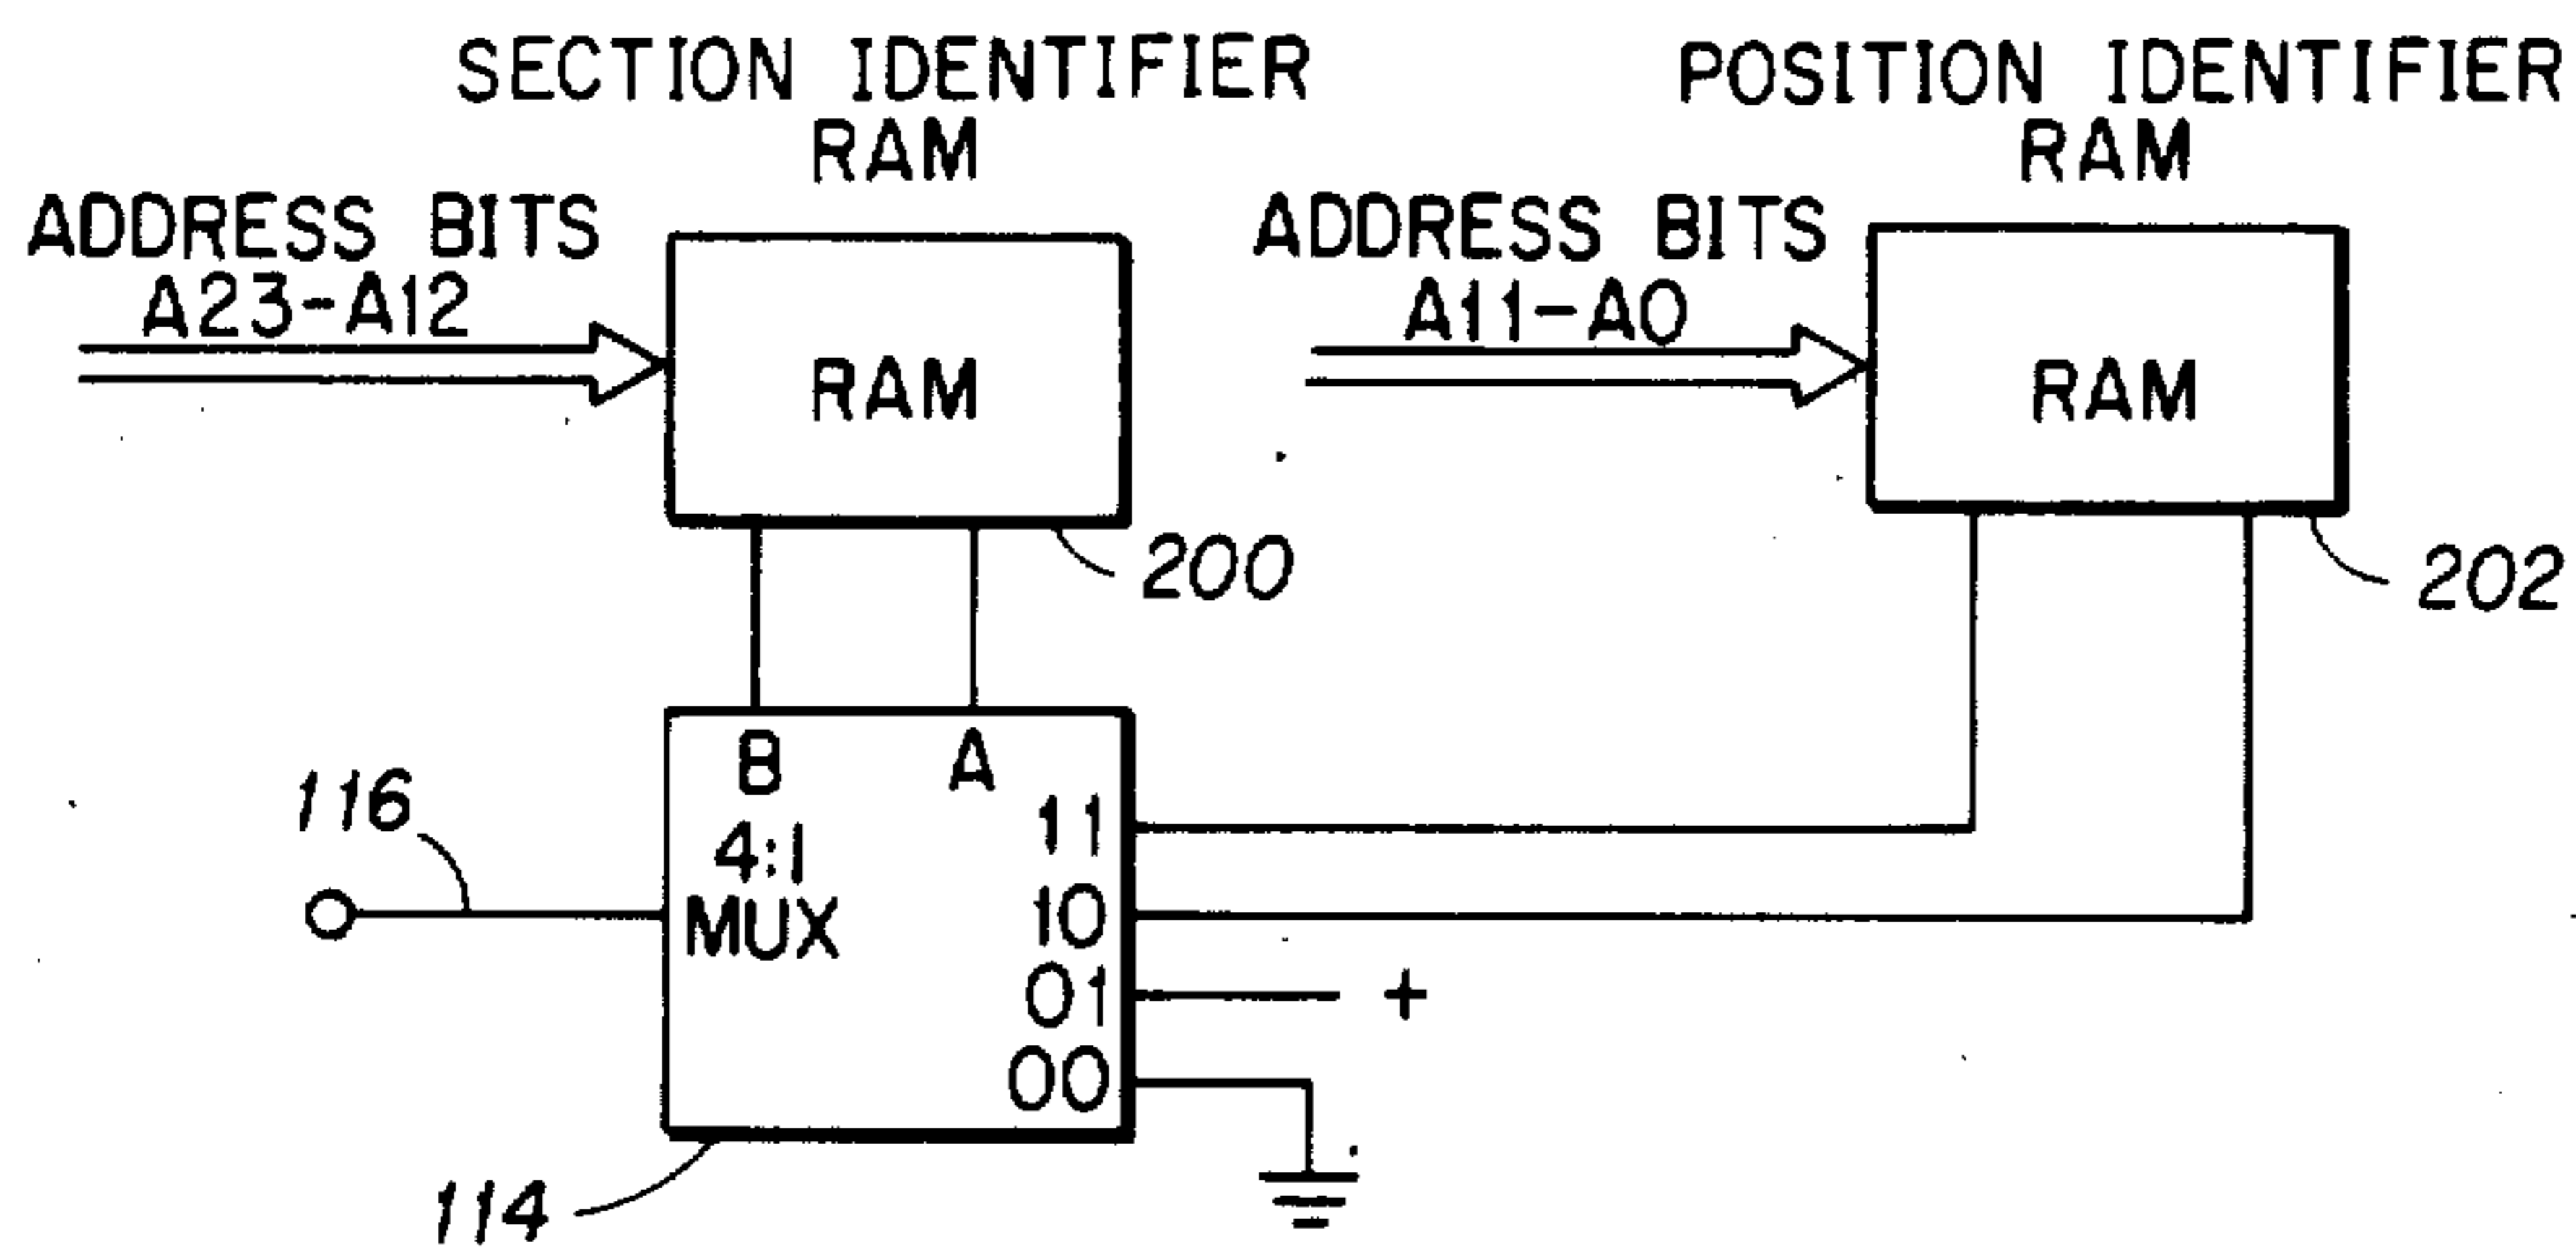 SECTION IDENTIFIER
RAM
POSITION IDENTIFIER
RAM
ADDRESS BITS
A23-A12
ADDRESS BITS
A11-A0
RAM
RAM
200
202
B A
4:1
MUX
11
10
01
00
+
116
114